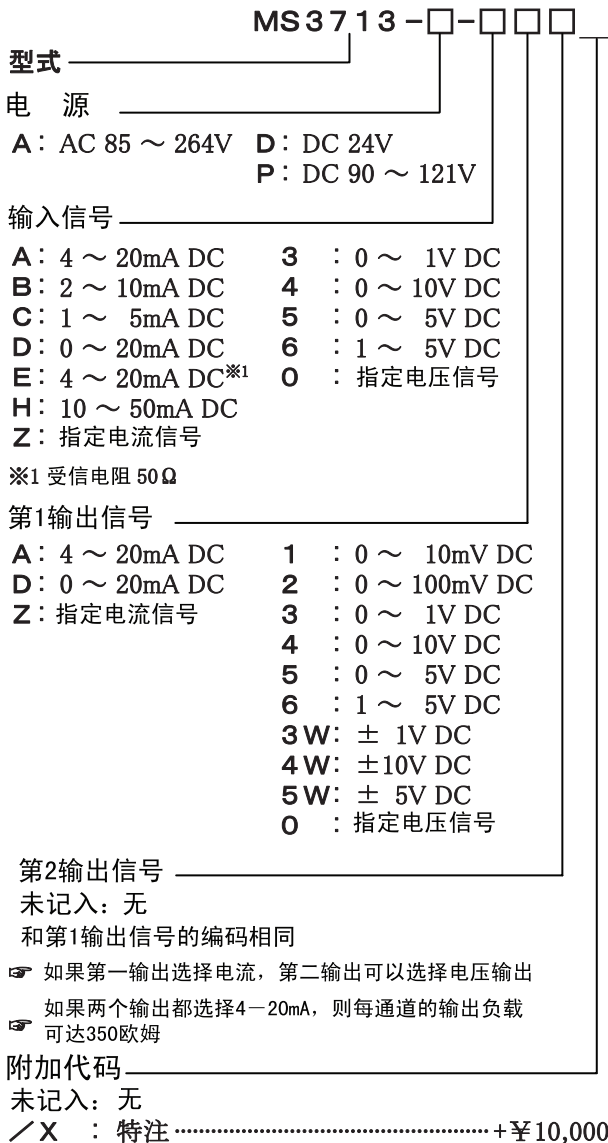 MS3713-□-□□□
型式
电 源
A: AC 85 ～ 264V D: DC 24V
P: DC 90 ～ 121V
输入信号
A: 4 ～ 20mA DC 3 : 0 ～ 1V DC
B: 2 ～ 10mA DC 4 : 0 ～ 10V DC
C: 1 ～ 5mA DC 5 : 0 ～ 5V DC
D: 0 ～ 20mA DC 6 : 1 ～ 5V DC
E: 4 ～ 20mA DC※1 0 : 指定电压信号
H: 10 ～ 50mA DC
Z: 指定电流信号
※1 受信电阻 50Ω
第1输出信号
A: 4 ～ 20mA DC 1 : 0 ～ 10mV DC
D: 0 ～ 20mA DC 2 : 0 ～ 100mV DC
Z: 指定电流信号 3 : 0 ～ 1V DC
4 : 0 ～ 10V DC
5 : 0 ～ 5V DC
6 : 1 ～ 5V DC
3W: ± 1V DC
4W: ±10V DC
5W: ± 5V DC
0 : 指定电压信号
第2输出信号
未记入: 无
和第1输出信号的编码相同
☞ 如果第一输出选择电流，第二输出可以选择电压输出
☞ 如果两个输出都选择4－20mA，则每通道的输出负载
可达350欧姆
附加代码
未记入: 无
／X : 特注 ··················································+¥10,000